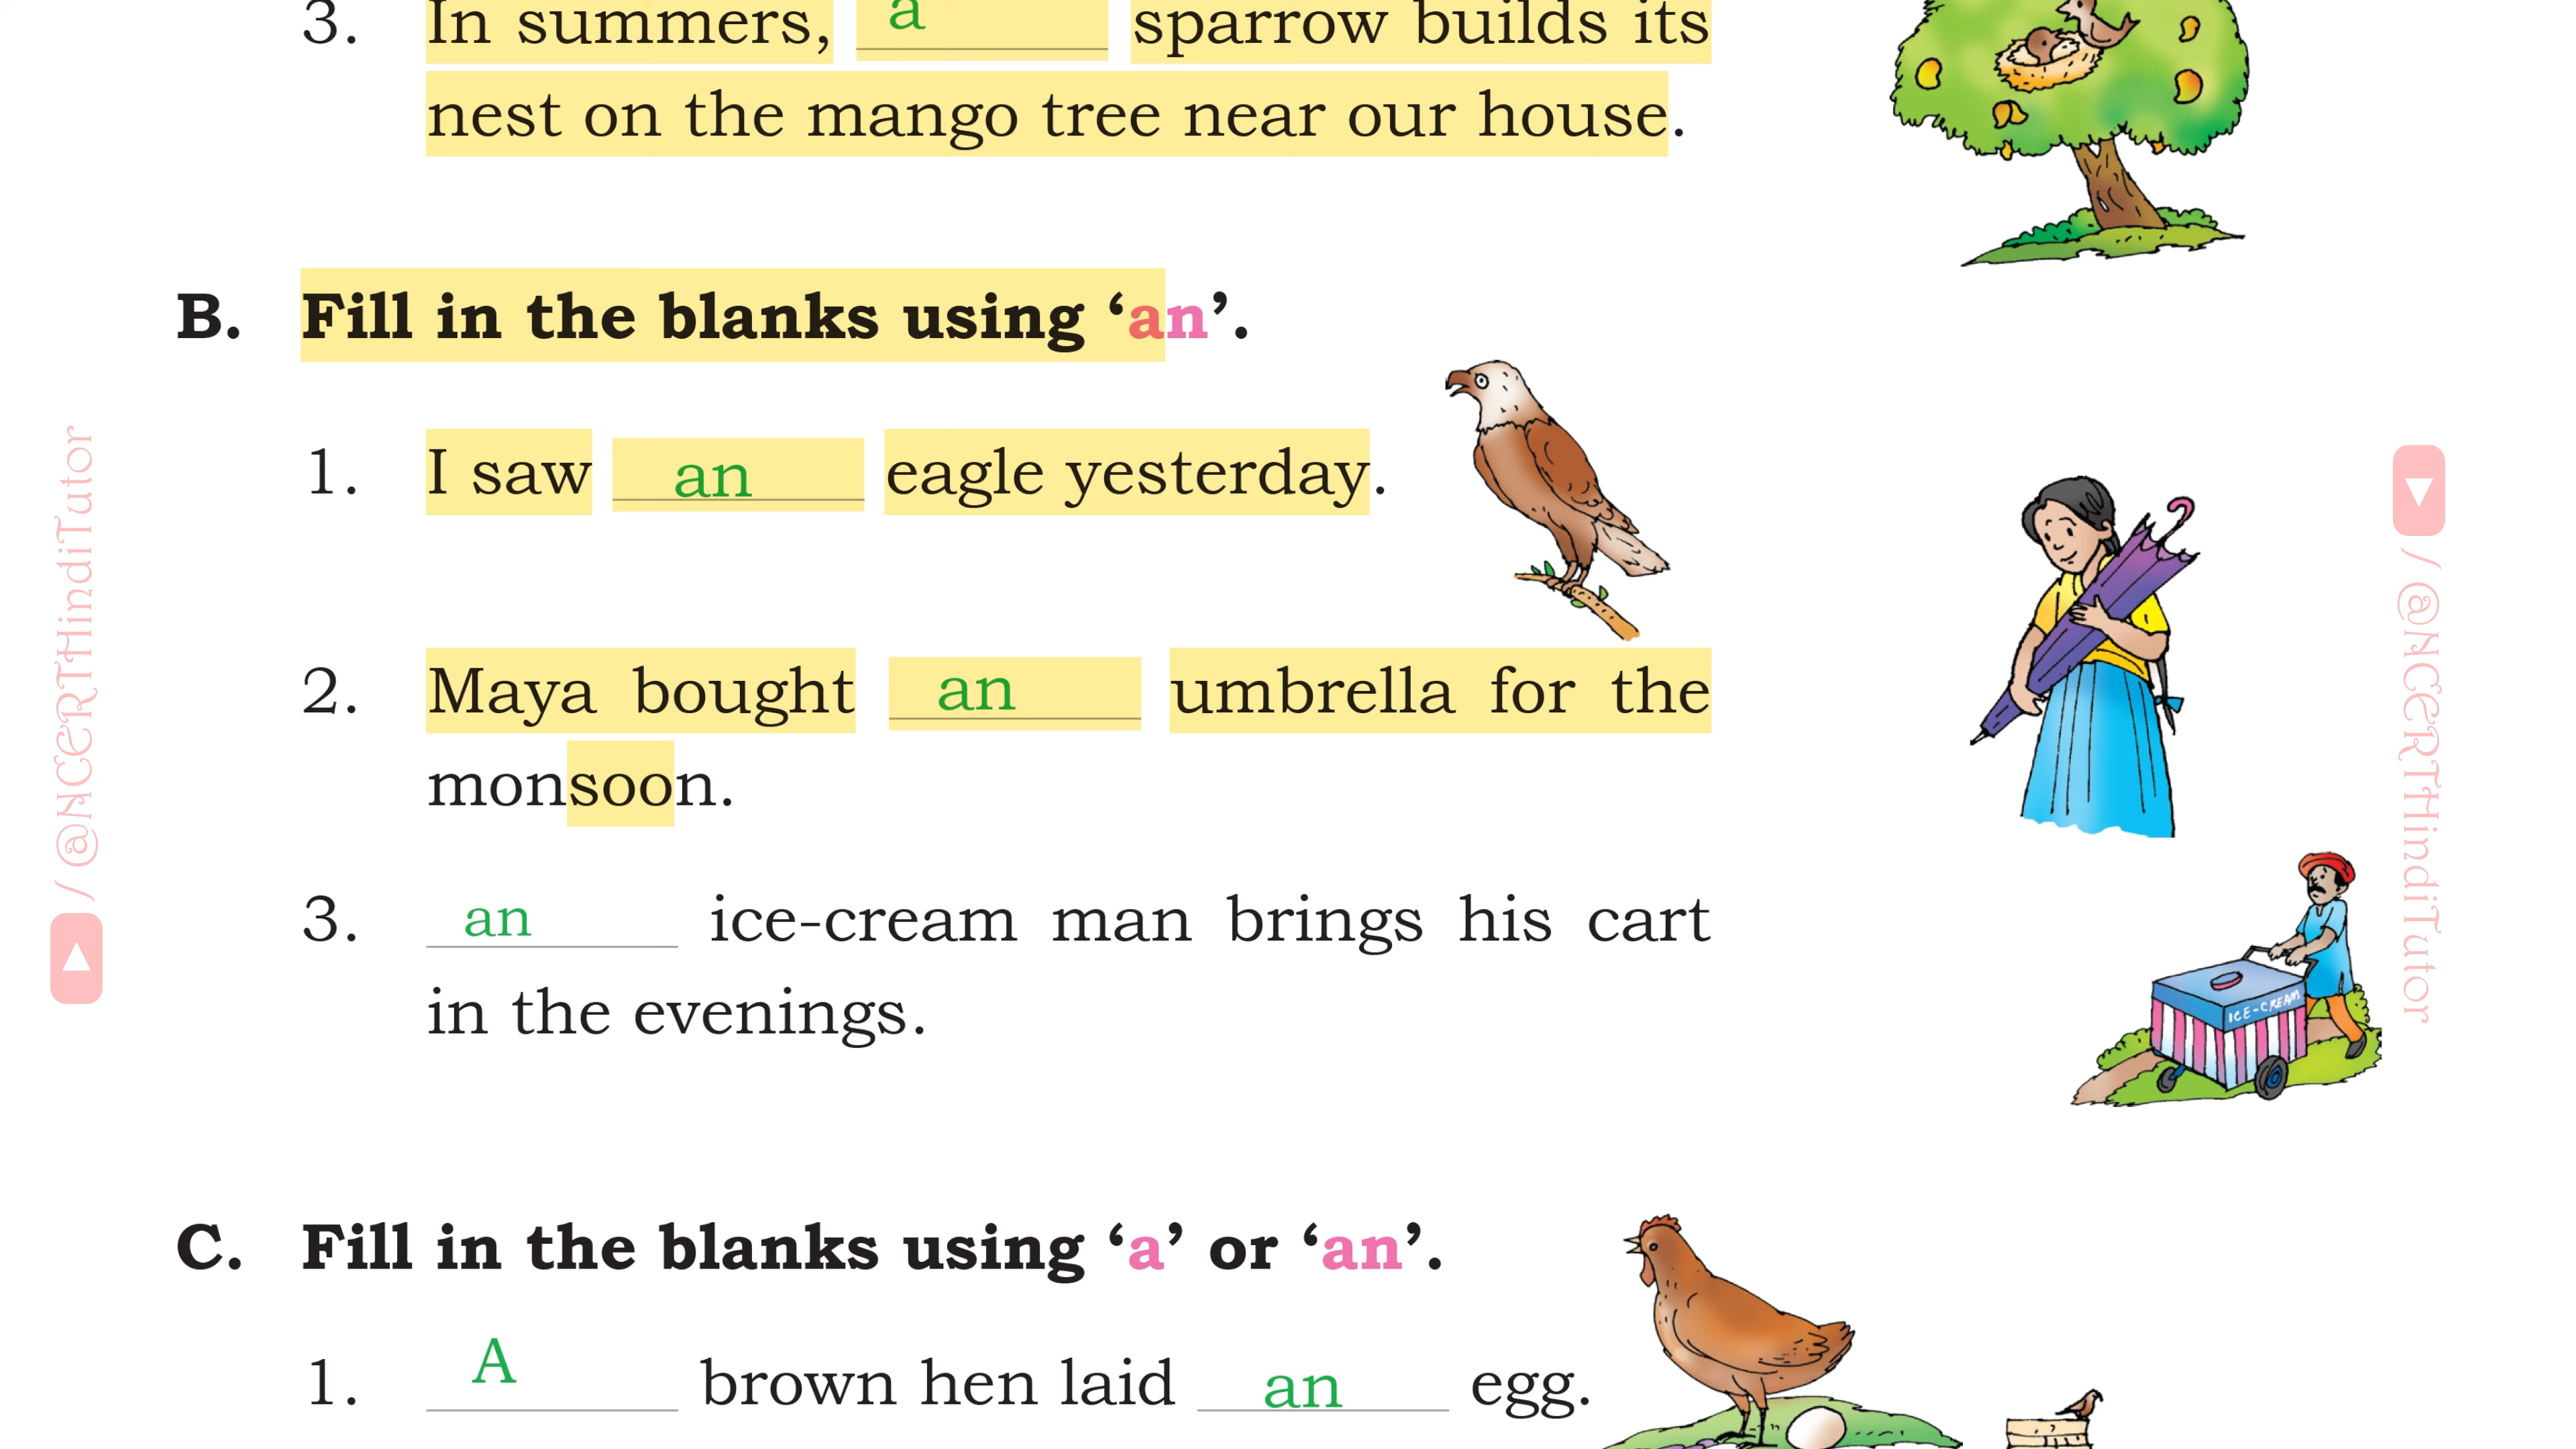 3. In summers, a sparrow builds its
nest on the mango tree near our house.
B. Fill in the blanks using ‘an’.
1. I saw an eagle yesterday.
2. Maya bought an umbrella for the
monsoon.
3. an ice-cream man brings his cart
in the evenings.
ICE-CREAM
C. Fill in the blanks using ‘a’ or ‘an’.
1. A brown hen laid an egg.
/ @NCERTHindiTutor
/ @NCERTHindiTutor